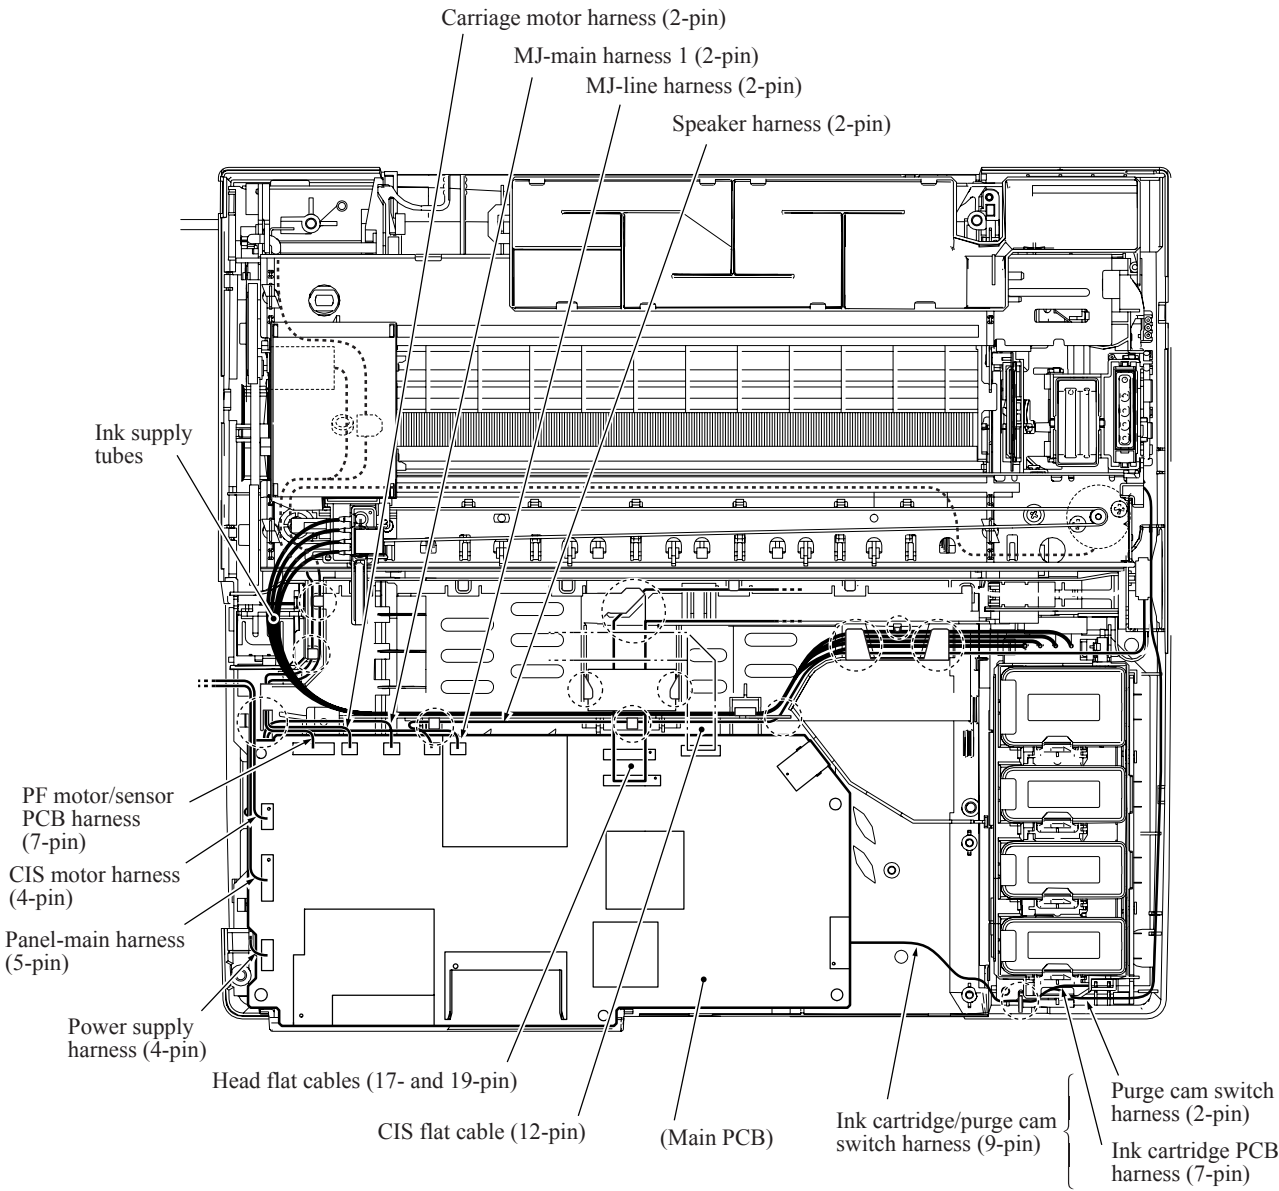 Carriage motor harness (2-pin)
MJ-main harness 1 (2-pin)
MJ-line harness (2-pin)
Speaker harness (2-pin)
Ink supply
tubes
PF motor/sensor
PCB harness
(7-pin)
CIS motor harness
(4-pin)
Panel-main harness
(5-pin)
Power supply
harness (4-pin)
Head flat cables (17- and 19-pin)
CIS flat cable (12-pin)
(Main PCB)
Ink cartridge/purge cam
switch harness (9-pin)
Purge cam switch
harness (2-pin)
Ink cartridge PCB
harness (7-pin)